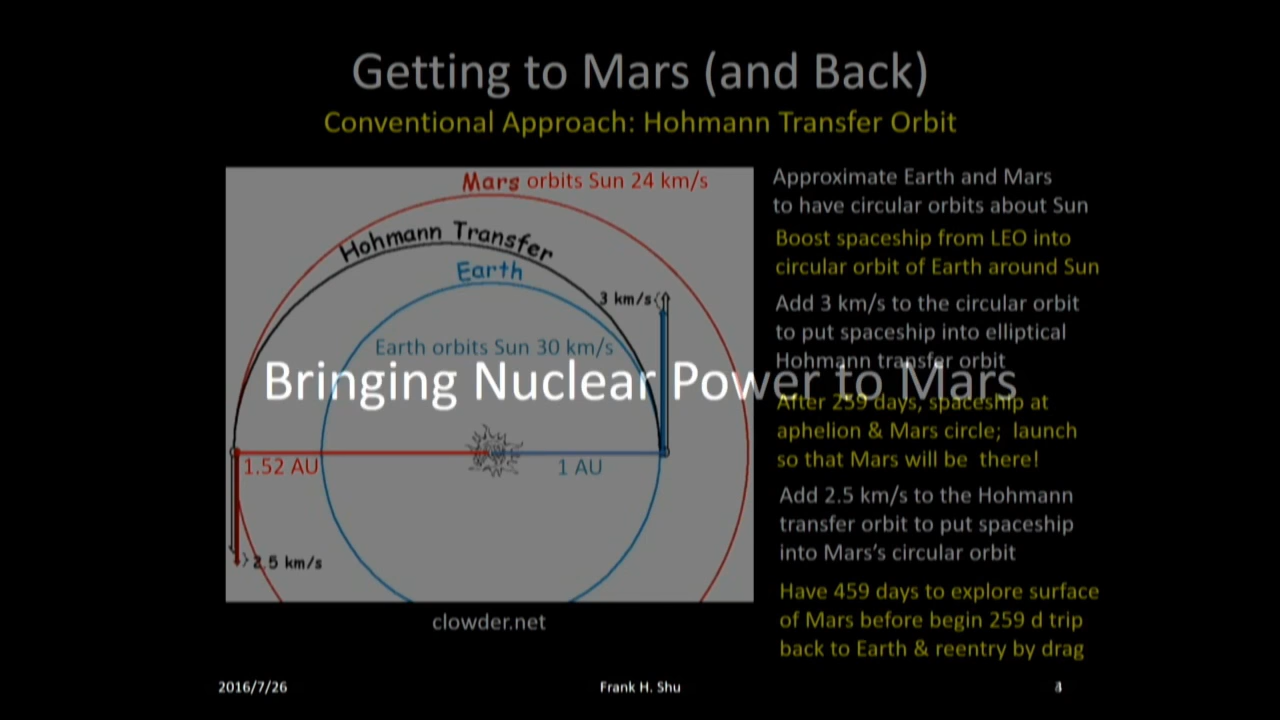 Getting to Mars (and Back)
Conventional Approach: Hohmann Transfer Orbit
Mars orbits Sun 24 km/s
Hohmann Transfer
Earth
3 km/s
Earth orbits Sun 30 km/s
1.52 AU
1 AU
2.5 km/s
clowder.net
Approximate Earth and Mars
to have circular orbits about Sun
Boost spaceship from LEO into
circular orbit of Earth around Sun
Add 3 km/s to the circular orbit
to put spaceship into elliptical
Hohmann transfer orbit
Bringing Nuclear Power to Mars
After 259 days, spaceship at
aphelion & Mars circle; launch
so that Mars will be there!
Add 2.5 km/s to the Hohmann
transfer orbit to put spaceship
into Mars's circular orbit
Have 459 days to explore surface
of Mars before begin 259 d trip
back to Earth & reentry by drag
2016/7/26
Frank H. Shu